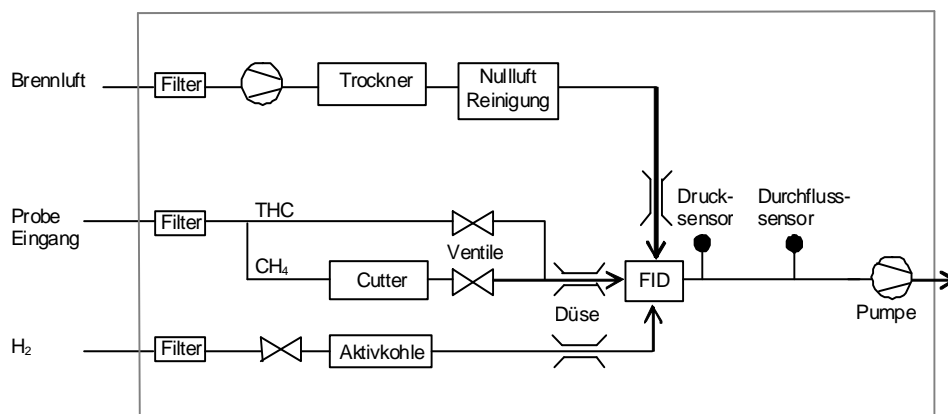 Brennluft
Filter
Trockner
Nullluft
Reinigung
Probe
Eingang
Filter
THC
CH₄
Cutter
Ventile
Düse
FID
Druck-
sensor
Durchfluss-
sensor
Pumpe
H₂
Filter
Aktivkohle